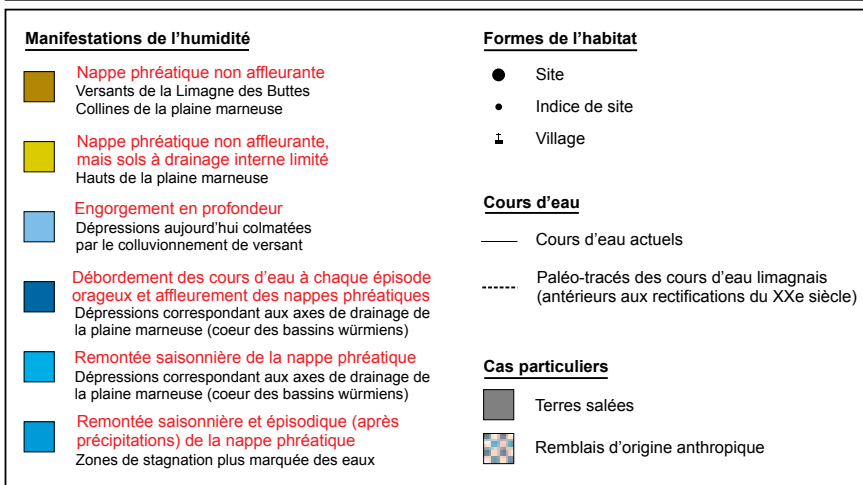 Manifestations de l'humidité
Nappe phréatique non affleurante
Versants de la Limagne des Buttes
Collines de la plaine marneuse
Nappe phréatique non affleurante,
mais sols à drainage interne limité
Hauts de la plaine marneuse
Engorgement en profondeur
Dépressions aujourd'hui colmatées
par le colluvionnement de versant
Débordement des cours d'eau à chaque épisode
orageux et affleurement des nappes phréatiques
Dépressions correspondant aux axes de drainage de
la plaine marneuse (coeur des bassins würmiens)
Remontée saisonnière de la nappe phréatique
Dépressions correspondant aux axes de drainage de
la plaine marneuse (coeur des bassins würmiens)
Remontée saisonnière et épisodique (après
précipitations) de la nappe phréatique
Zones de stagnation plus marquée des eaux
Formes de l'habitat
Site
Indice de site
Village
Cours d'eau
Cours d'eau actuels
Paléo-tracés des cours d'eau limagnais
(antérieurs aux rectifications du XXe siècle)
Cas particuliers
Terres salées
Remblais d'origine anthropique